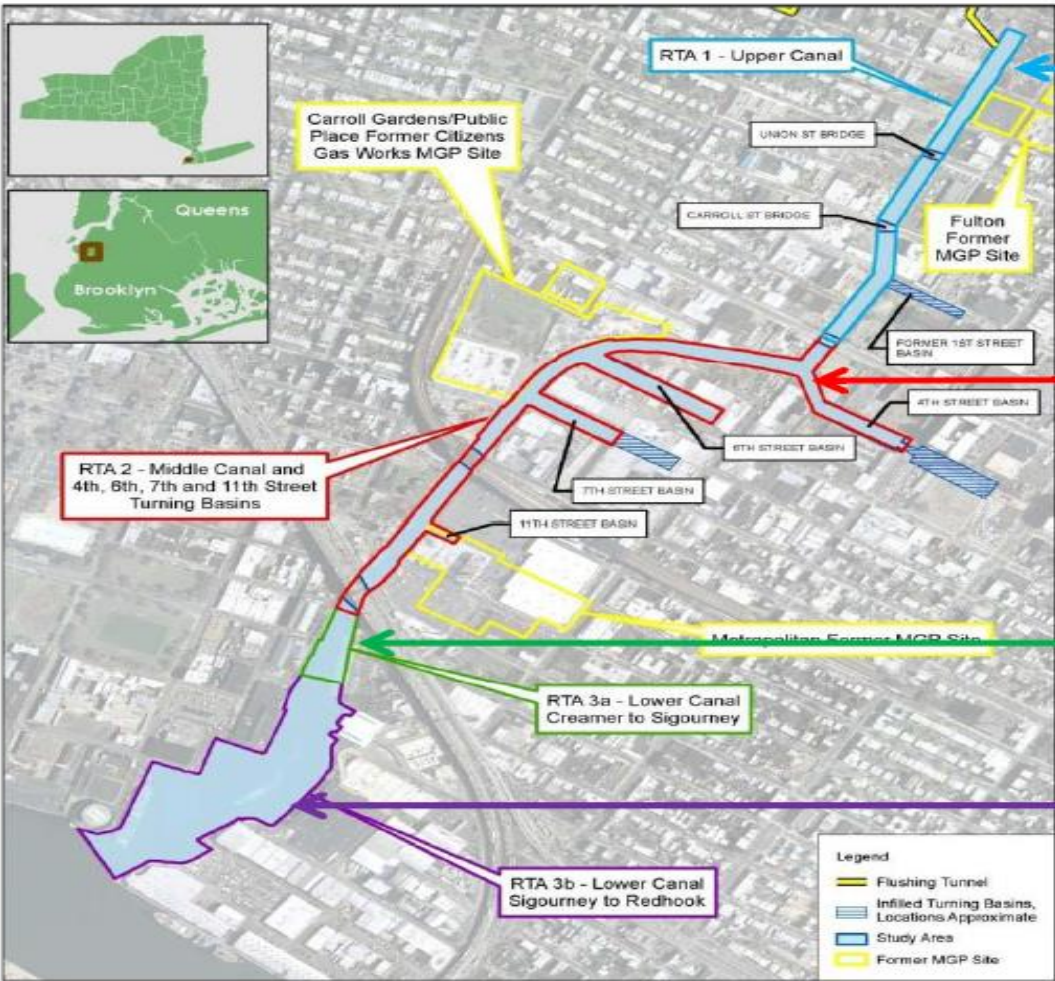 RTA 1 - Upper Canal
Carroll Gardens/Public
Place Former Citizens
Gas Works MGP Site
UNION ST BRIDGE
Queens
CARROLL ST BRIDGE
Fulton
Former
MGP Site
Brooklyn
FORMER 1ST STREET
BASIN
4TH STREET BASIN
6TH STREET BASIN
RTA 2 - Middle Canal and
4th, 6th, 7th and 11th Street
Turning Basins
7TH STREET BASIN
11TH STREET BASIN
Metropolitan Former MGP Site
RTA 3a - Lower Canal
Creamer to Sigourney
RTA 3b - Lower Canal
Sigourney to Redhook
Legend
Flushing Tunnel
Infilled Turning Basins,
Locations Approximate
Study Area
Former MGP Site